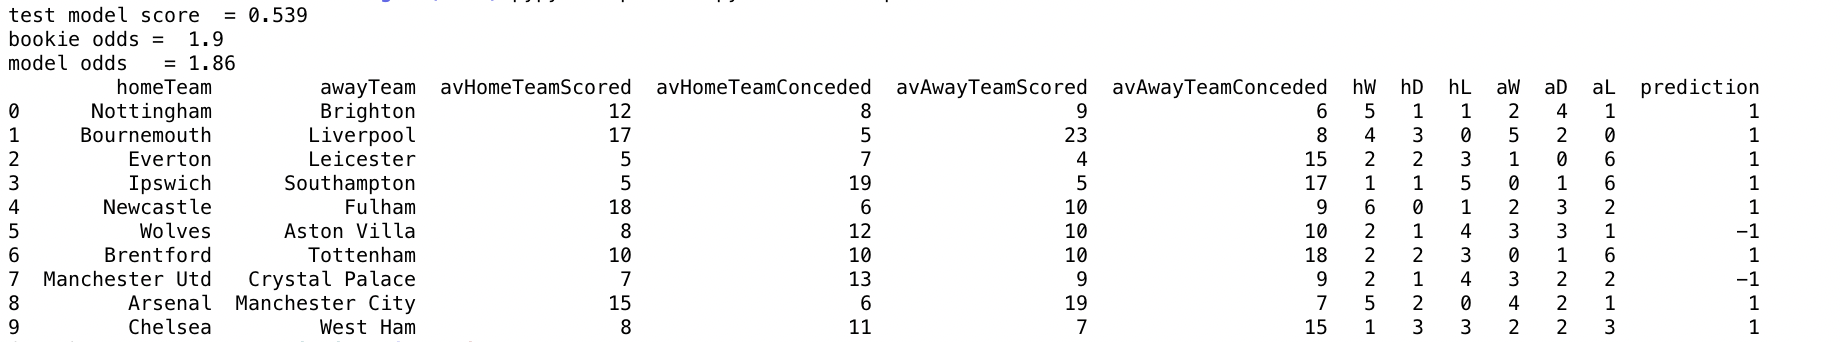 test model score  = 0.539
bookie odds =  1.9
model odds   = 1.86
homeTeam awayTeam avHomeTeamScored avHomeTeamConceded avAwayTeamScored avAwayTeamConceded hW hD hL aW aD aL prediction
0 Nottingham Brighton 12 8 9 6 5 1 1 2 4 1 1
1 Bournemouth Liverpool 17 5 23 8 4 3 0 5 2 0 1
2 Everton Leicester 5 7 4 15 2 2 3 1 0 6 1
3 Ipswich Southampton 5 19 5 17 1 1 5 0 1 6 1
4 Newcastle Fulham 18 6 10 9 6 0 1 2 3 2 1
5 Wolves Aston Villa 8 12 10 10 2 1 4 3 3 1 -1
6 Brentford Tottenham 10 10 10 18 2 2 3 0 1 6 1
7 Manchester Utd Crystal Palace 7 13 9 9 2 1 4 3 2 2 -1
8 Arsenal Manchester City 15 6 19 7 5 2 0 4 2 1 1
9 Chelsea West Ham 8 11 7 15 1 3 3 2 2 3 1